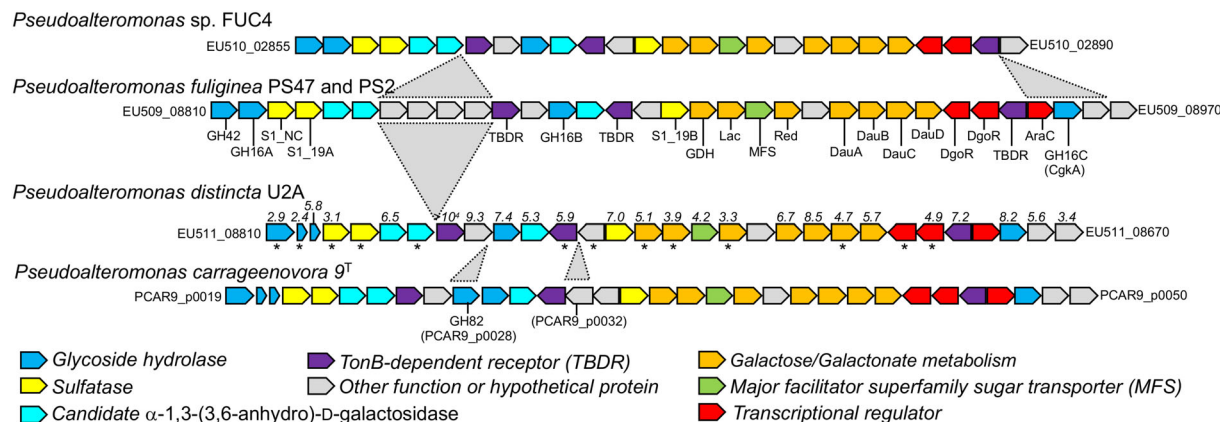 Pseudoalteromonas sp. FUC4
EU510_02855
EU510_02890
Pseudoalteromonas fuliginea PS47 and PS2
EU509_08810
EU509_08970
GH42
GH16A
S1_NC
S1_19A
TBDR
GH16B
TBDR
S1_19B
GDH
Lac
MFS
Red
DauA
DauB
DauC
DauD
DgoR
DgoR
TBDR
AraC
GH16C
(CgkA)
Pseudoalteromonas distincta U2A
EU511_08810
2.9 2.4 5.8 3.1 6.5 9.3 7.4 5.3 5.9 7.0 5.1 3.9 4.2 3.3 6.7 8.5 4.7 5.7 4.9 7.2 8.2 5.6 3.4
* * * * * * * * * * * * *
EU511_08670
Pseudoalteromonas carrageenovora 9T
PCAR9_p0019
PCAR9_p0050
GH82
(PCAR9_p0028)
(PCAR9_p0032)
Glycoside hydrolase
Sulfatase
Candidate α-1,3-(3,6-anhydro)-D-galactosidase
TonB-dependent receptor (TBDR)
Other function or hypothetical protein
Galactose/Galactonate metabolism
Major facilitator superfamily sugar transporter (MFS)
Transcriptional regulator